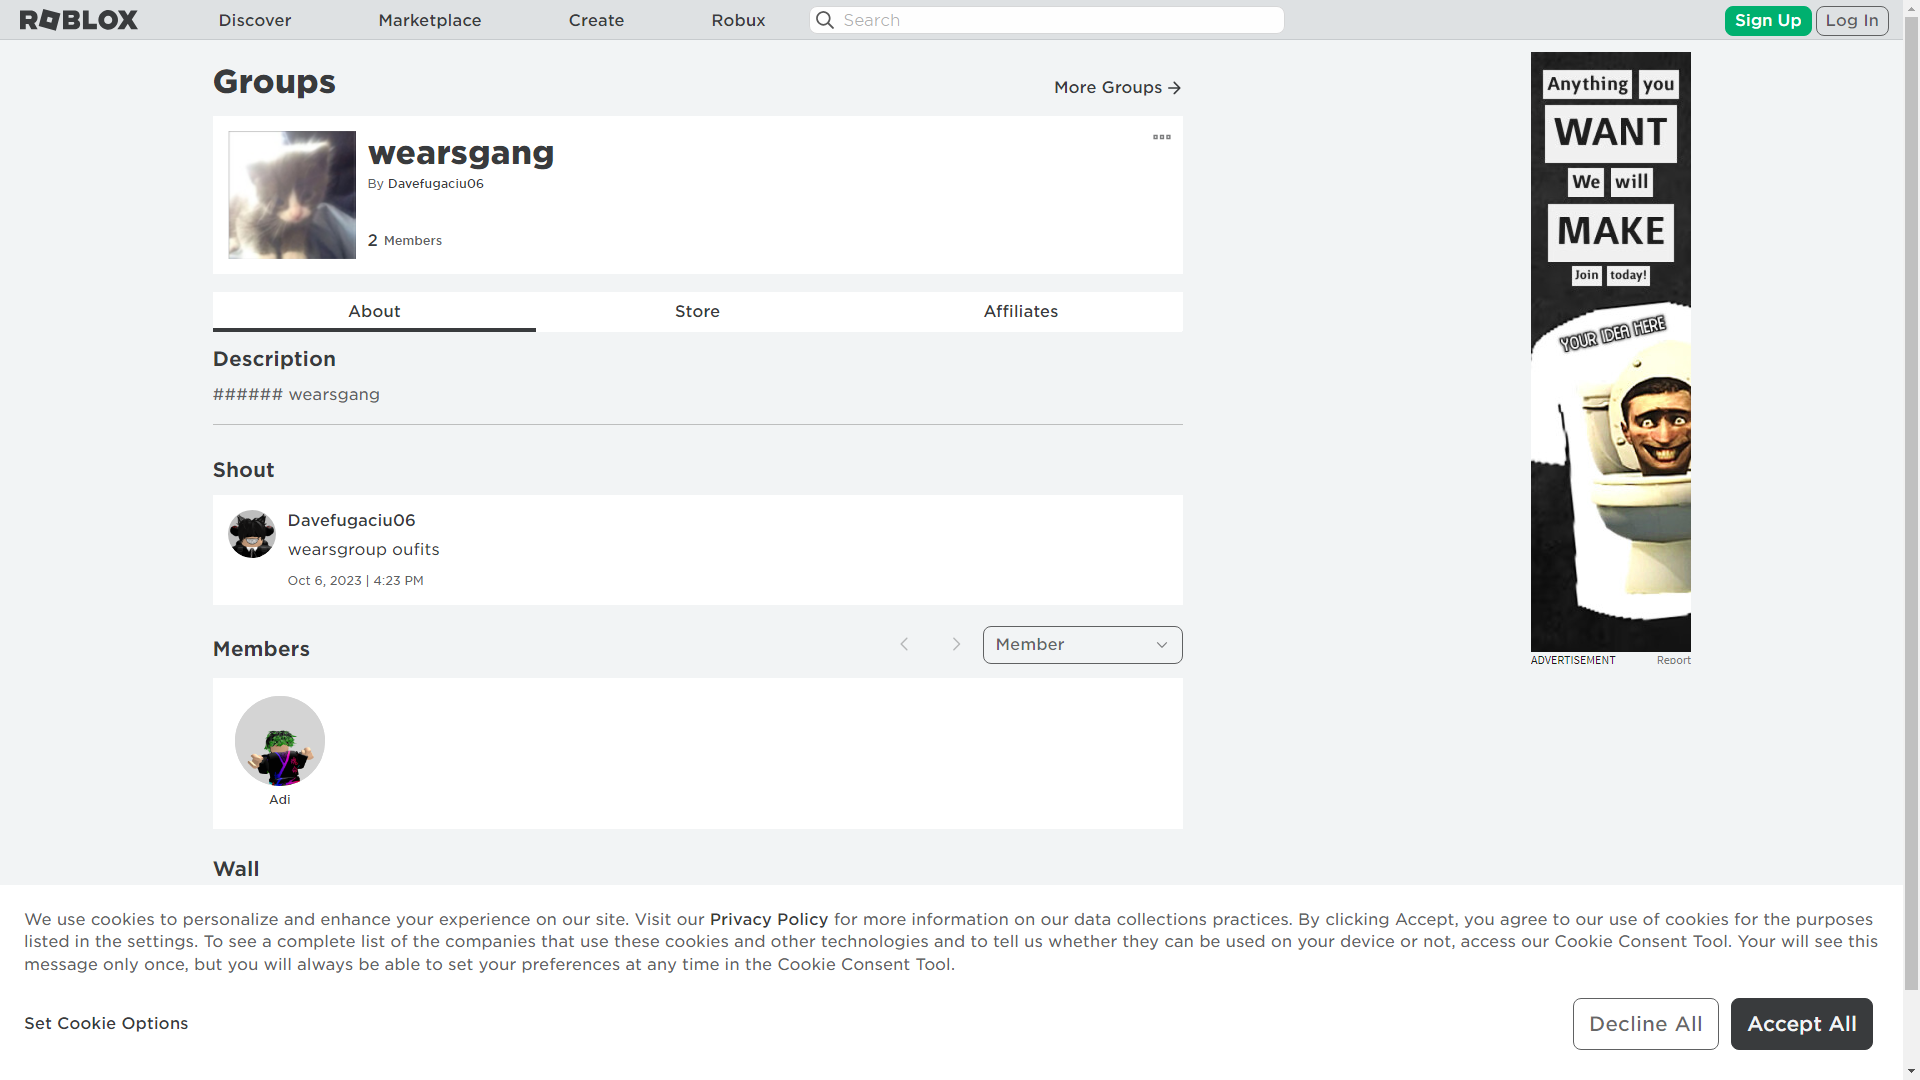 ROBLOX
Discover
Marketplace
Create
Robux
Search
Sign Up
Log In
Groups
More Groups
wearsgang
By Davefugaciu06
2 Members
About
Store
Affiliates
Description
###### wearsgang
Shout
Davefugaciu06
wearsgroup oufits
Oct 6, 2023 | 4:23 PM
Members
Member
Adi
Wall
Anything you
WANT
We will
MAKE
Join today!
YOUR IDEA HERE
ADVERTISEMENT
Report
We use cookies to personalize and enhance your experience on our site. Visit our Privacy Policy for more information on our data collections practices. By clicking Accept, you agree to our use of cookies for the purposes
listed in the settings. To see a complete list of the companies that use these cookies and other technologies and to tell us whether they can be used on your device or not, access our Cookie Consent Tool. Your will see this
message only once, but you will always be able to set your preferences at any time in the Cookie Consent Tool.
Set Cookie Options
Decline All
Accept All